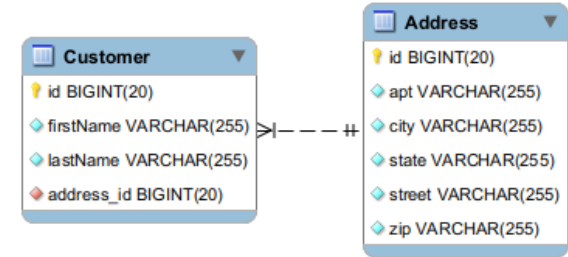 Customer
id BIGINT(20)
firstName VARCHAR(255)
lastName VARCHAR(255)
address_id BIGINT(20)
Address
id BIGINT(20)
apt VARCHAR(255)
city VARCHAR(255)
state VARCHAR(255)
street VARCHAR(255)
zip VARCHAR(255)